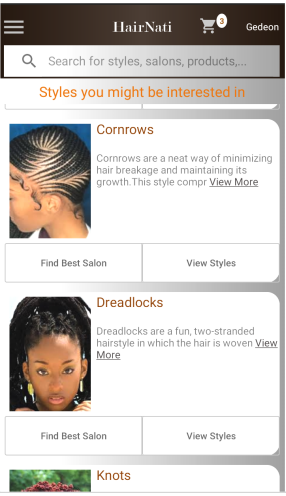 HairNati
3
Gedeon
Search for styles, salons, products,...
Styles you might be interested in
Cornrows
Cornrows are a neat way of minimizing
hair breakage and maintaining its
growth.This style compr View More
Find Best Salon
View Styles
Dreadlocks
Dreadlocks are a fun, two-stranded
hairstyle in which the hair is woven View
More
Find Best Salon
View Styles
Knots